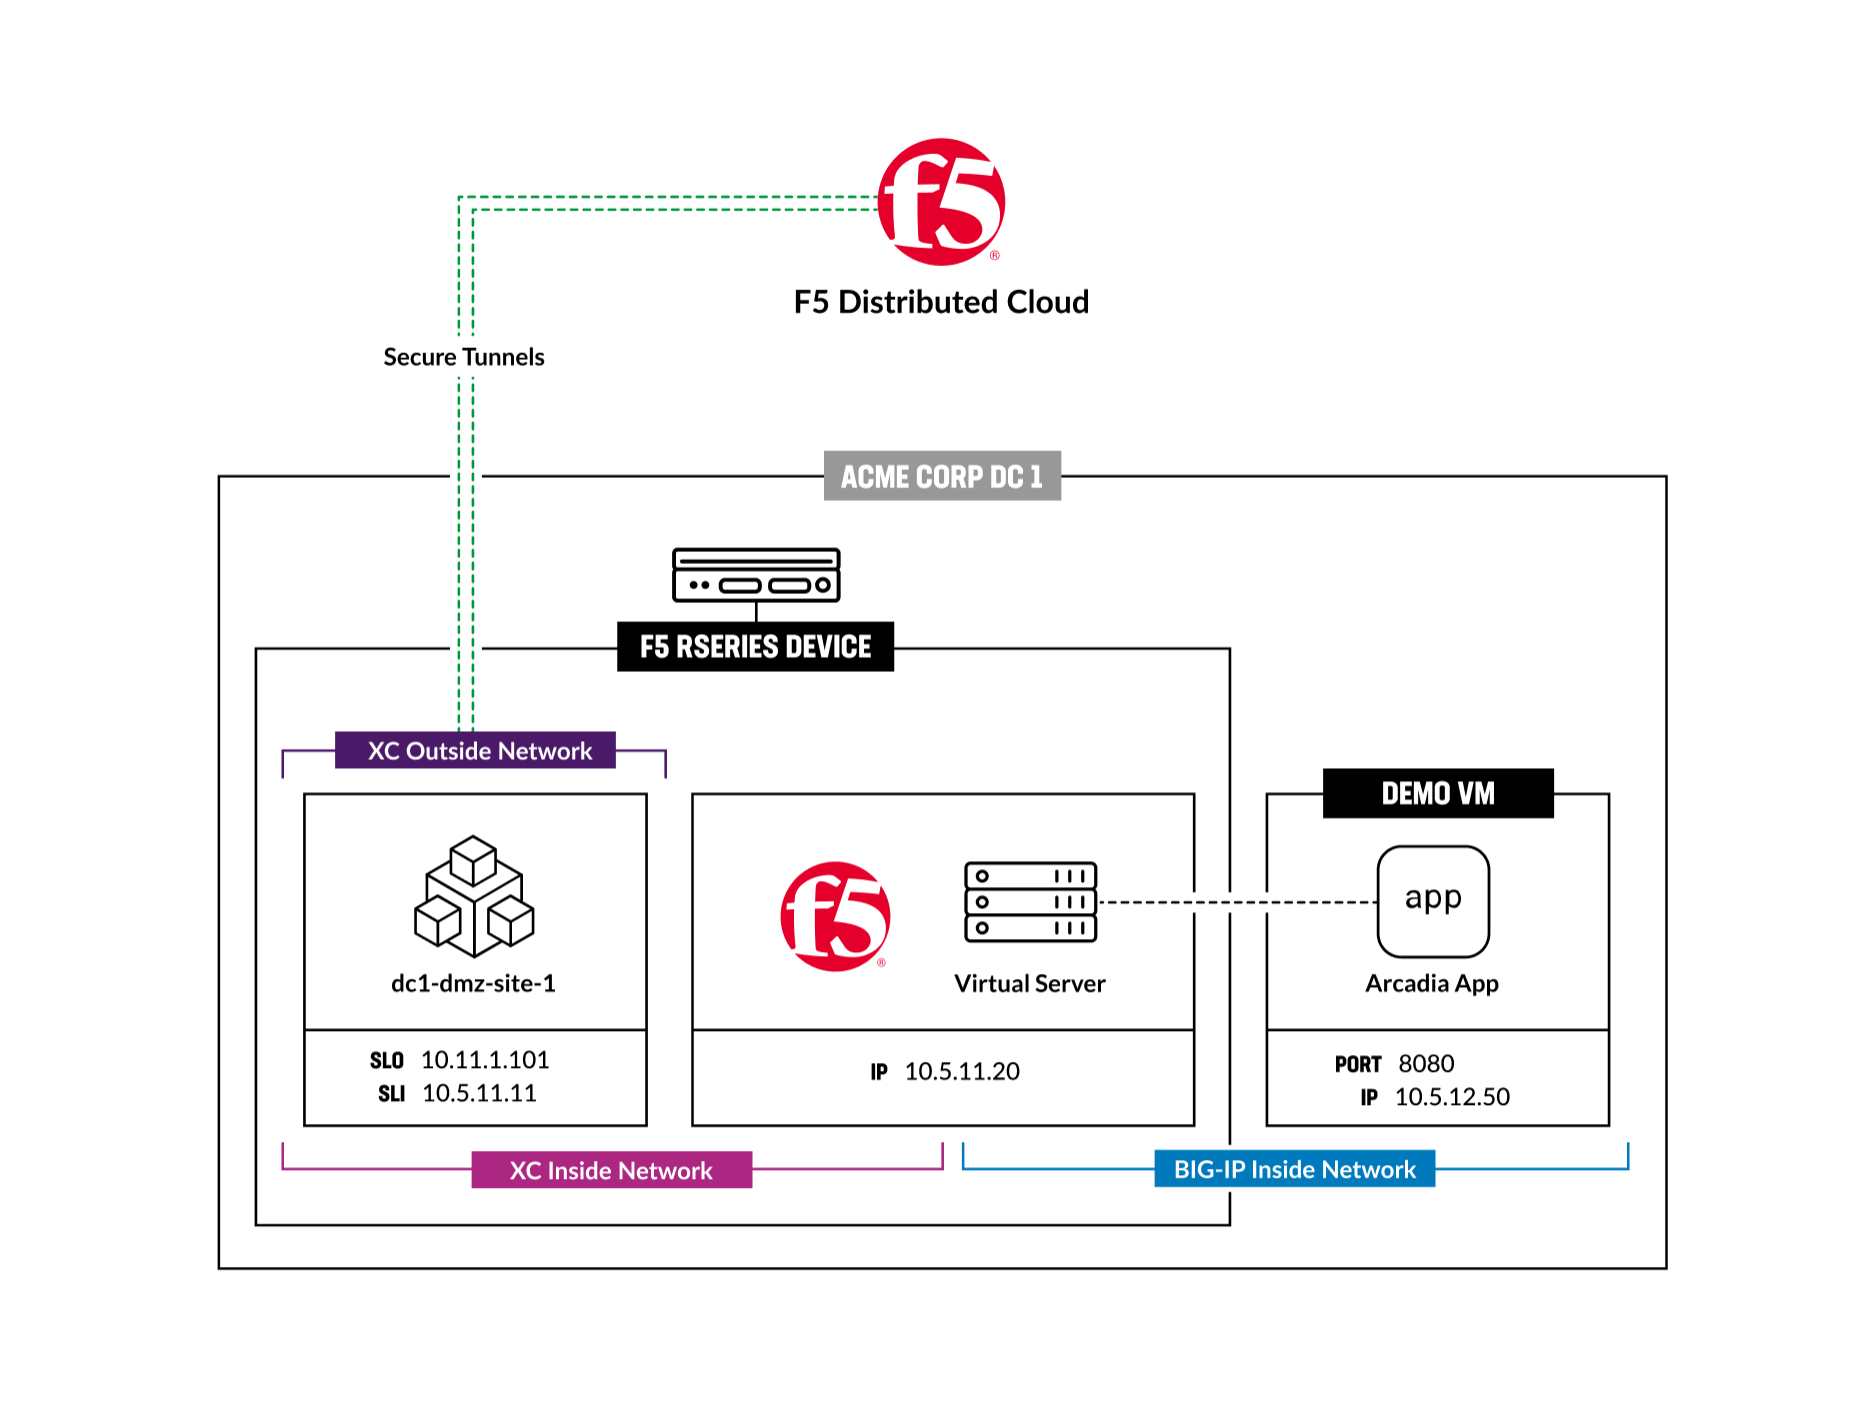 f5
®
F5 Distributed Cloud
Secure Tunnels
ACME CORP DC 1
F5 RSERIES DEVICE
XC Outside Network
DEMO VM
dc1-dmz-site-1
SLO 10.11.1.101
SLI 10.5.11.11
f5
®
Virtual Server
IP 10.5.11.20
app
Arcadia App
PORT 8080
IP 10.5.12.50
XC Inside Network
BIG-IP Inside Network